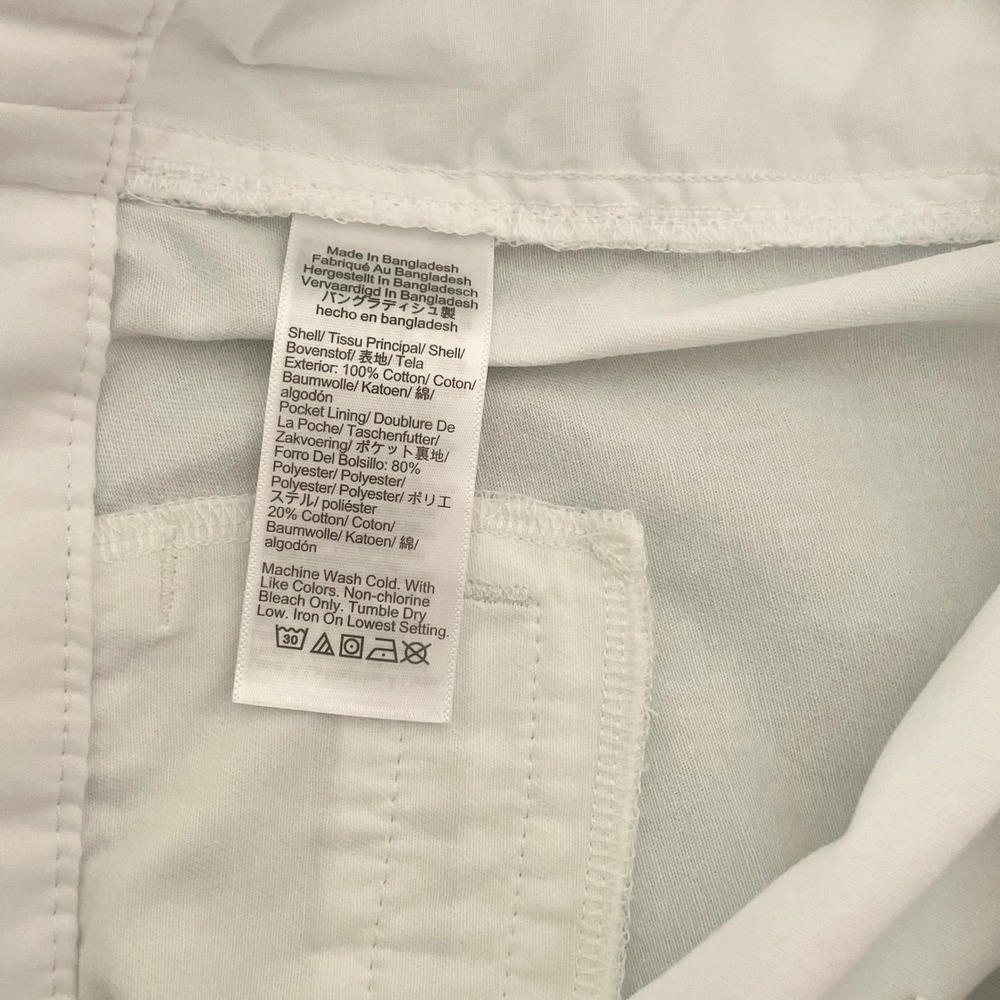 Made In Bangladesh
Fabriqué Au Bangladesh
Hergestellt In Bangladesch
Vervaardigd In Bangladesh
バングラディシュ製
hecho en bangladesh
Shell/ Tissu Principal/ Shell/
Bovenstof/ 表地/ Tela
Exterior: 100% Cotton/ Coton/
Baumwolle/ Katoen/ 綿/
algodón
Pocket Lining/ Doublure De
La Poche/ Taschenfutter/
Zakvoering/ ポケット裏地/
Forro Del Bolsillo: 80%
Polyester/ Polyester/
Polyester/ Polyester/ ポリエ
ステル/ poliéster
20% Cotton/ Coton/
Baumwolle/ Katoen/ 綿/
algodón
Machine Wash Cold. With
Like Colors. Non-chlorine
Bleach Only. Tumble Dry
Low. Iron On Lowest Setting.
30